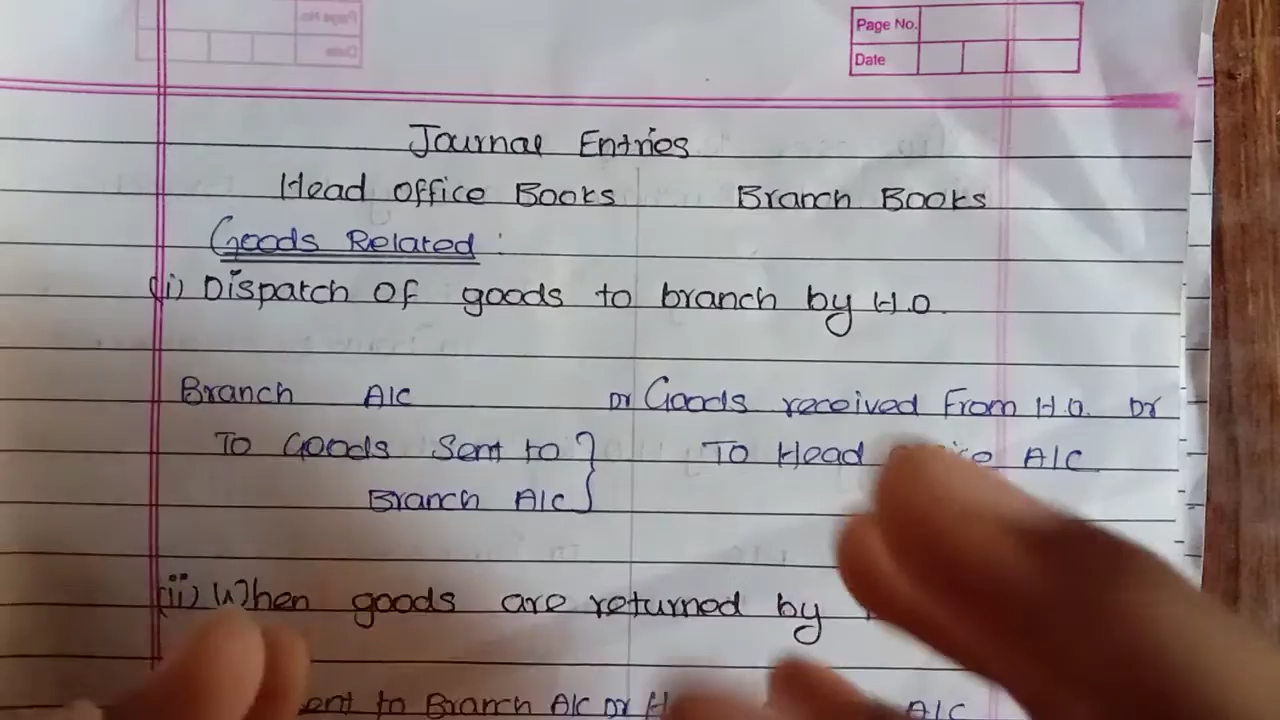 Page No.
Date
Journal Entries
Head Office Books Branch Books
Goods Related :
(i) Dispatch of goods to branch by H.O.
Branch A/c Dr Goods received from H.O. Dr
To Goods Sent to } To Head A/c
Branch A/c
(ii) When goods are returned by
to Branch A/c Dr A/c